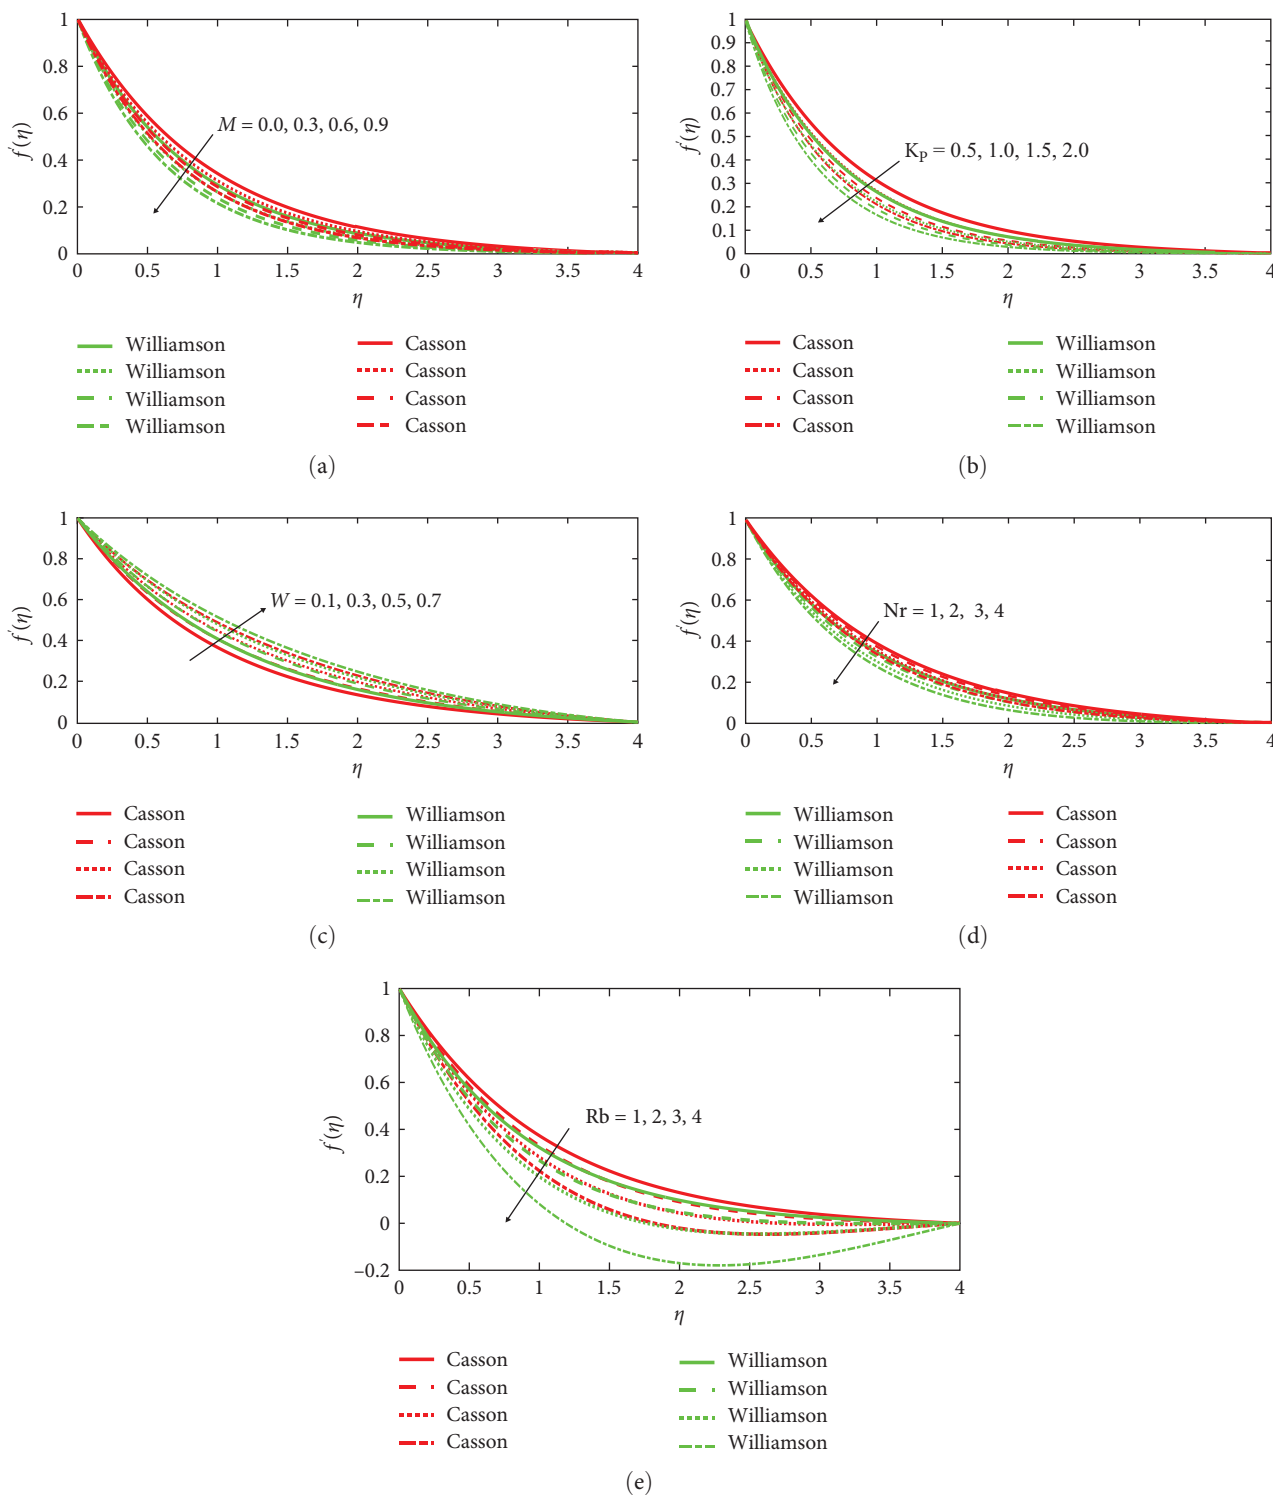 1
0.8
0.6
0.4
0.2
0
f′(η)
M = 0.0, 0.3, 0.6, 0.9
0 0.5 1 1.5 2 2.5 3 3.5 4
η
Williamson Casson
Williamson Casson
Williamson Casson
Williamson Casson
(a)
1
0.9
0.8
0.7
0.6
0.5
0.4
0.3
0.2
0.1
0
f′(η)
K_P = 0.5, 1.0, 1.5, 2.0
0 0.5 1 1.5 2 2.5 3 3.5 4
η
Casson Williamson
Casson Williamson
Casson Williamson
Casson Williamson
(b)
1
0.8
0.6
0.4
0.2
0
f′(η)
W = 0.1, 0.3, 0.5, 0.7
0 0.5 1 1.5 2 2.5 3 3.5 4
η
Casson Williamson
Casson Williamson
Casson Williamson
Casson Williamson
(c)
1
0.8
0.6
0.4
0.2
0
f′(η)
Nr = 1, 2, 3, 4
0 0.5 1 1.5 2 2.5 3 3.5 4
η
Williamson Casson
Williamson Casson
Williamson Casson
Williamson Casson
(d)
1
0.8
0.6
0.4
0.2
0
–0.2
f′(η)
Rb = 1, 2, 3, 4
0 0.5 1 1.5 2 2.5 3 3.5 4
η
Casson Williamson
Casson Williamson
Casson Williamson
Casson Williamson
(e)